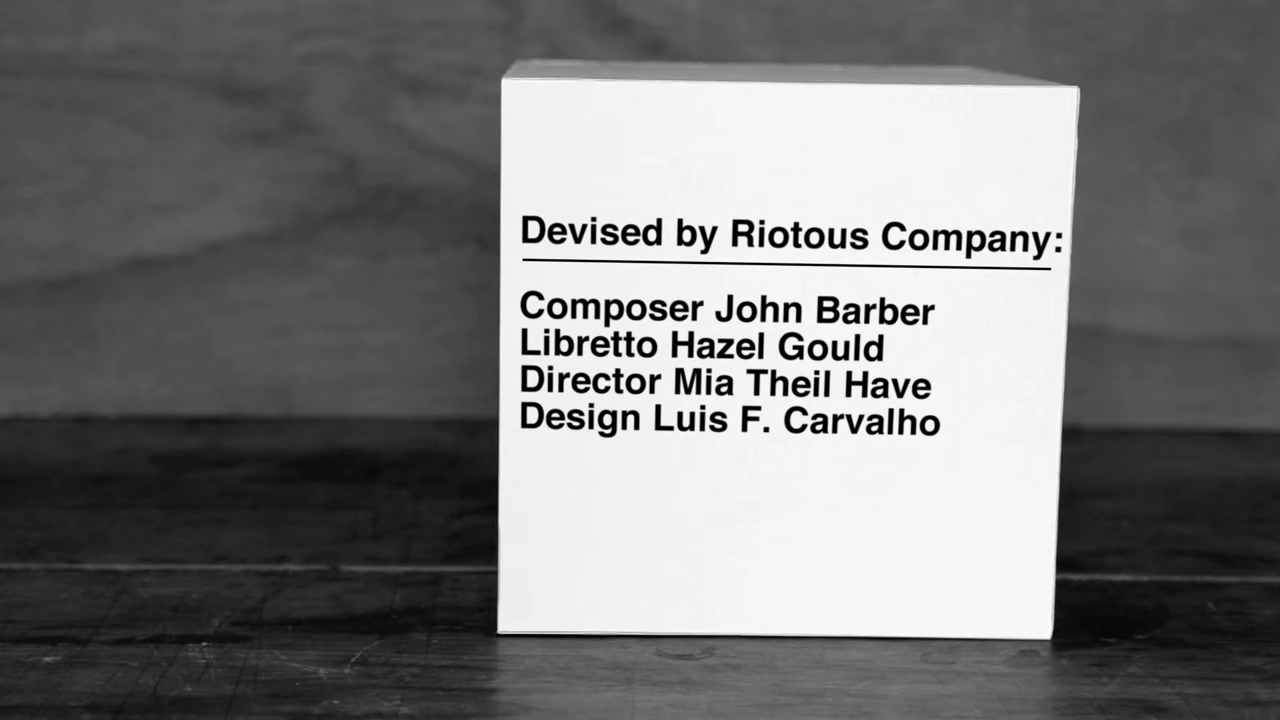 Devised by Riotous Company:
Composer John Barber
Libretto Hazel Gould
Director Mia Theil Have
Design Luis F. Carvalho